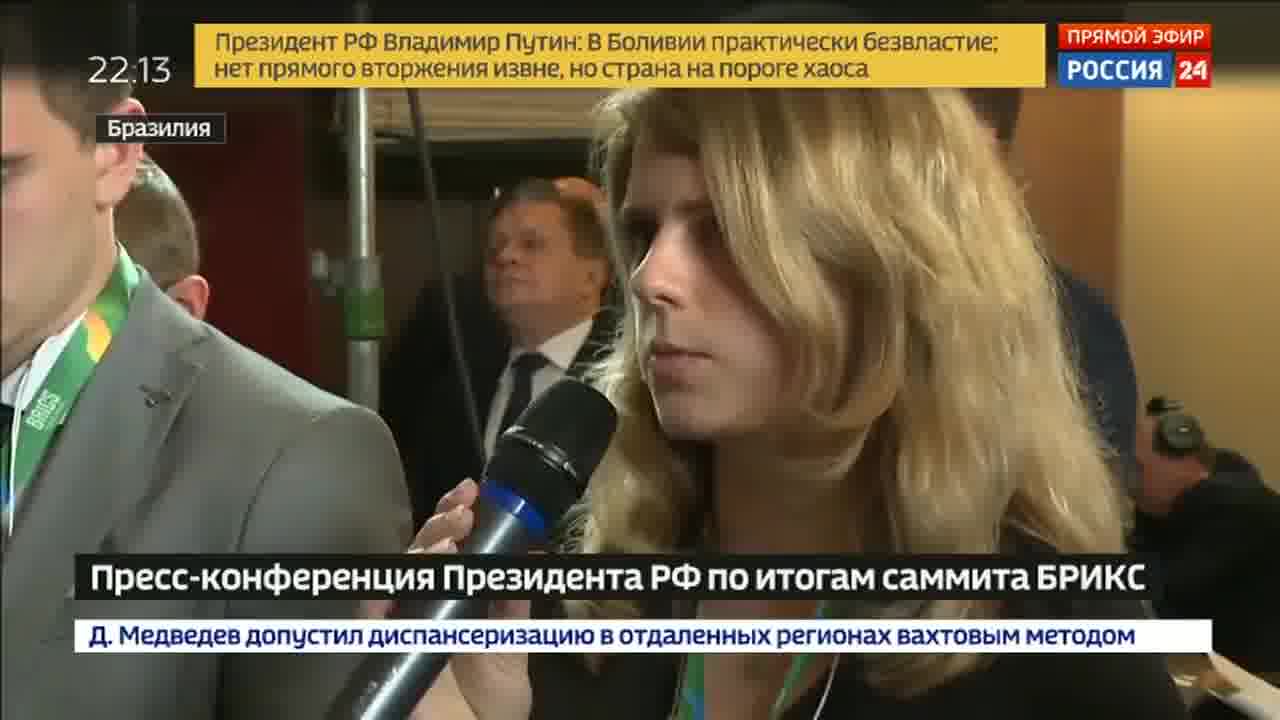 22:13
Президент РФ Владимир Путин: В Боливии практически безвластие;
нет прямого вторжения извне, но страна на пороге хаоса
ПРЯМОЙ ЭФИР
РОССИЯ 24
Бразилия
BRICS
Пресс-конференция Президента РФ по итогам саммита БРИКС
Д. Медведев допустил диспансеризацию в отдаленных регионах вахтовым методом